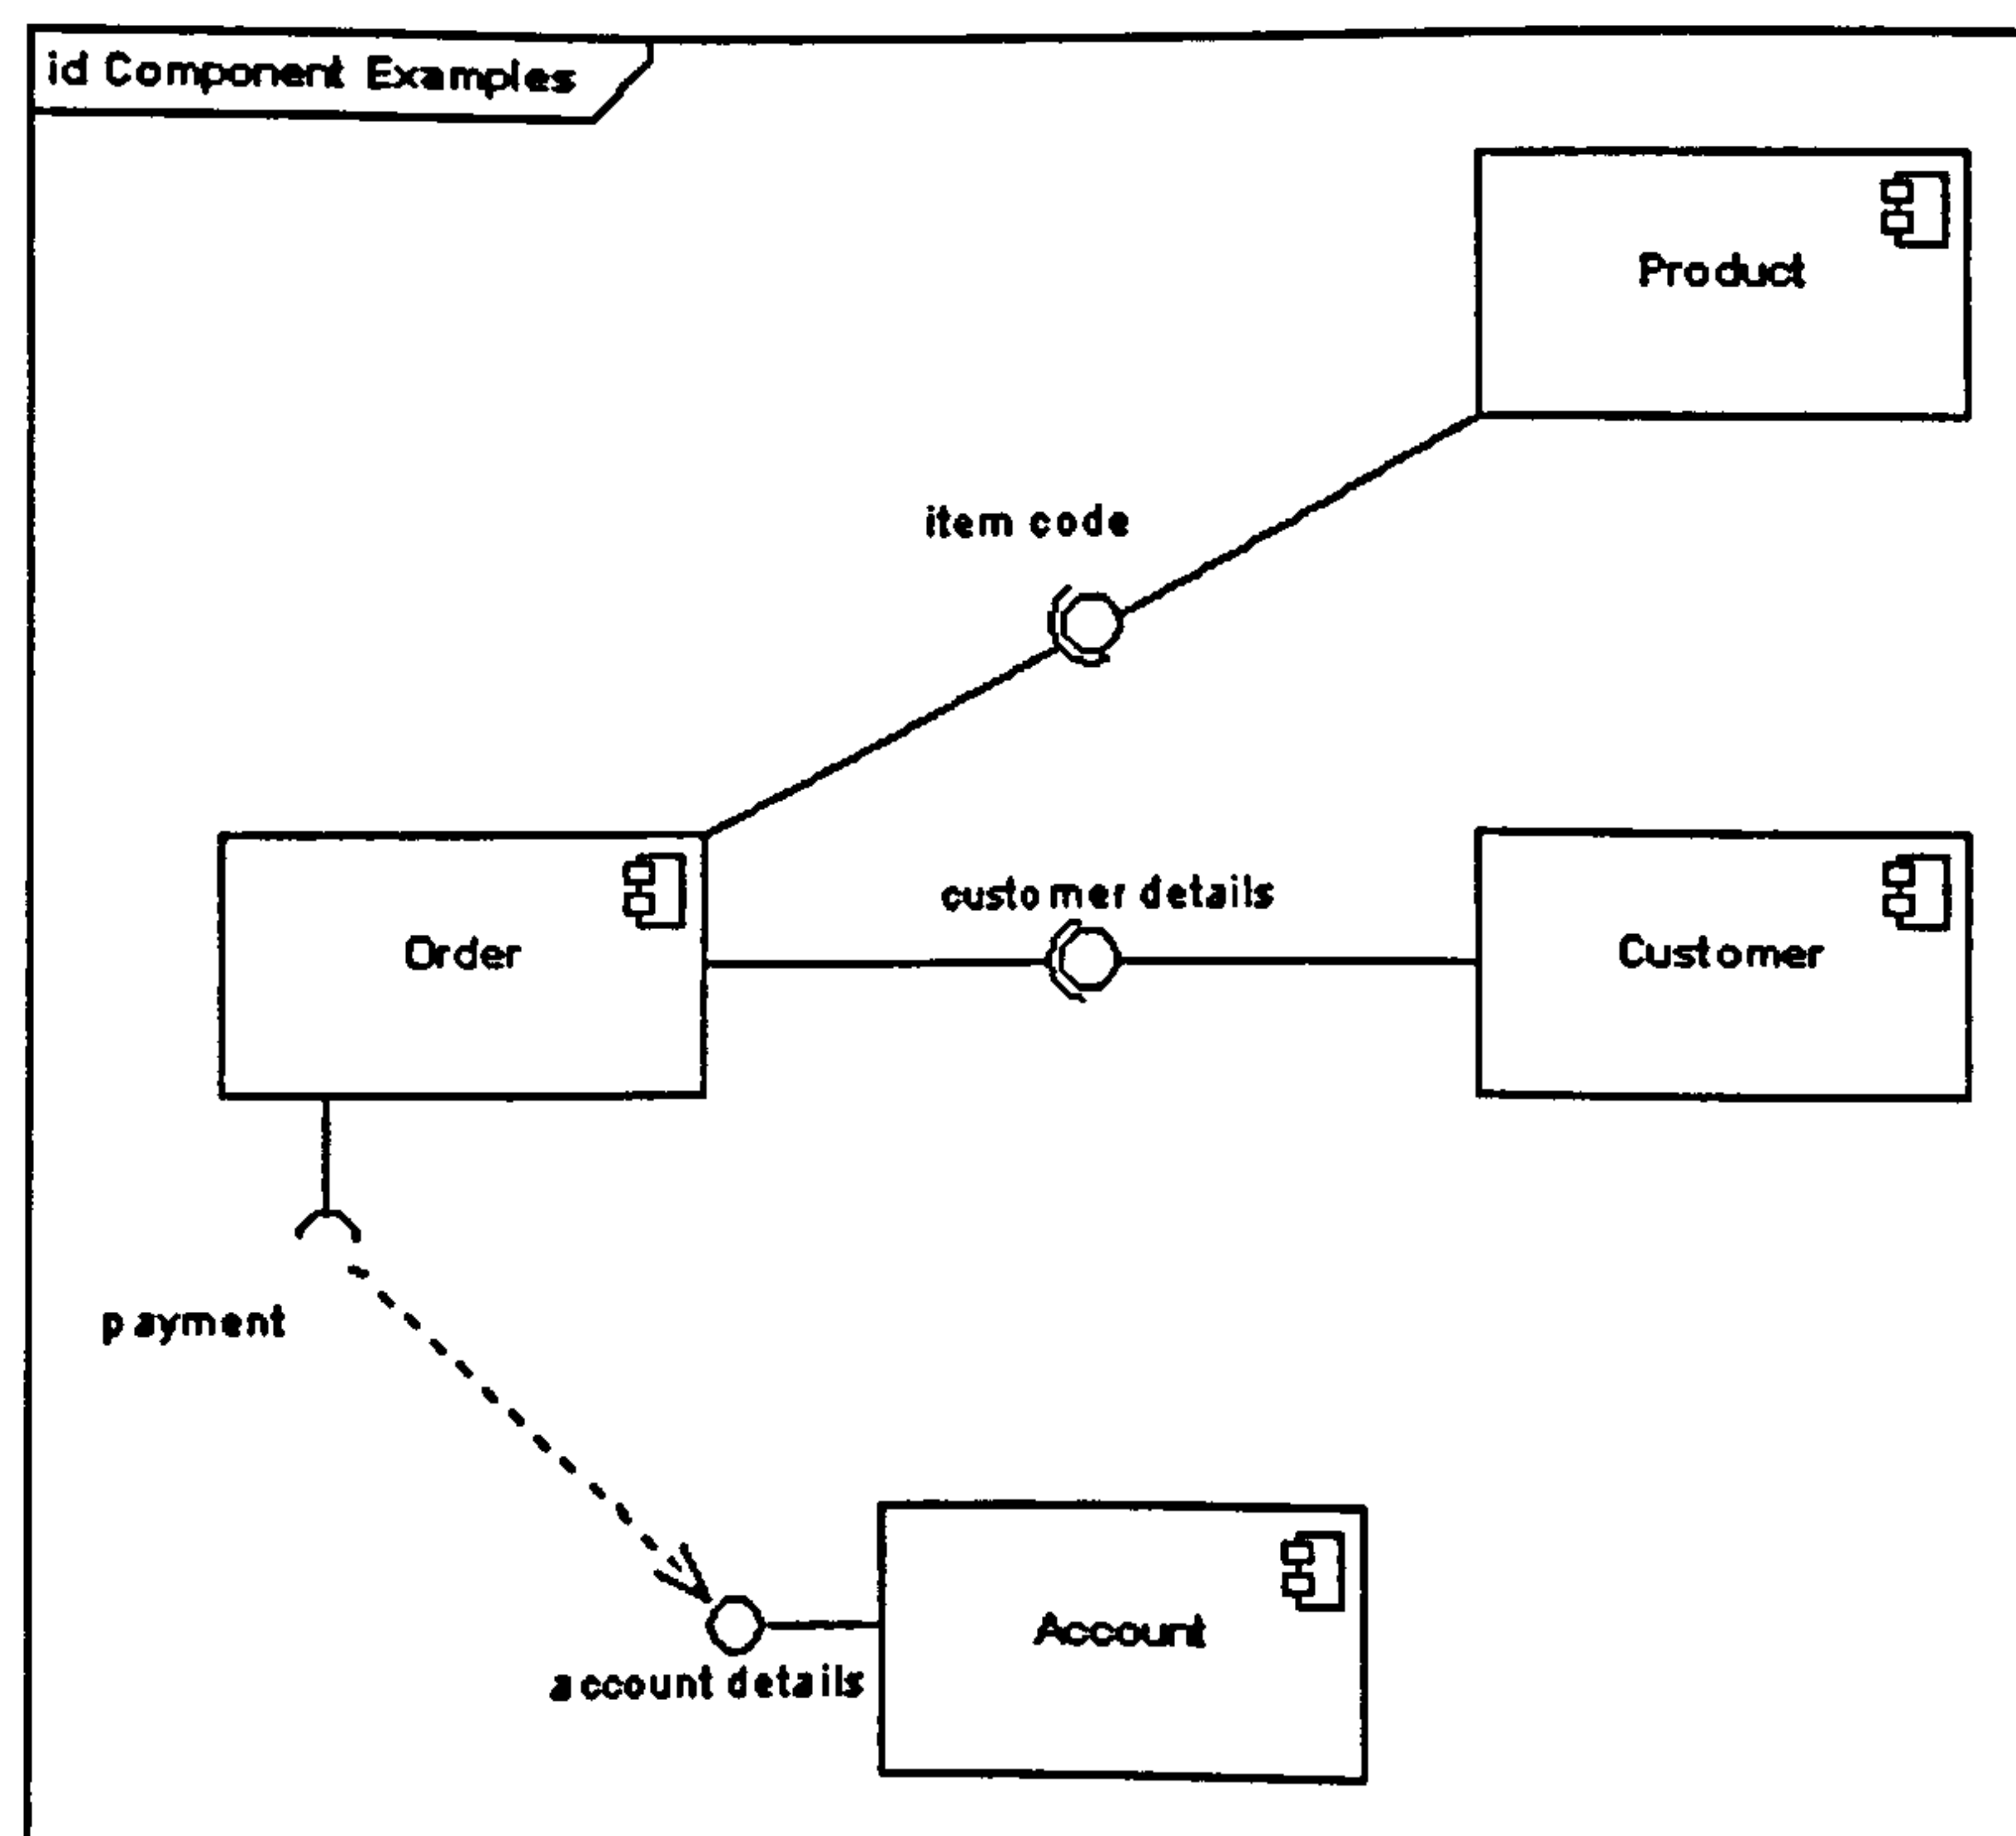 id Component Examples
Product
item code
customer details
Order
Customer
payment
Account
account details